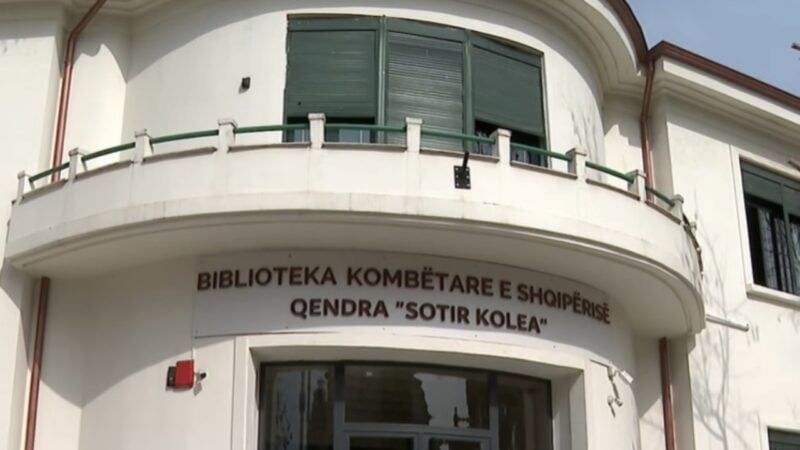 BIBLIOTEKA KOMBËTARE E SHQIPËRISË
QENDRA "SOTIR KOLEA"